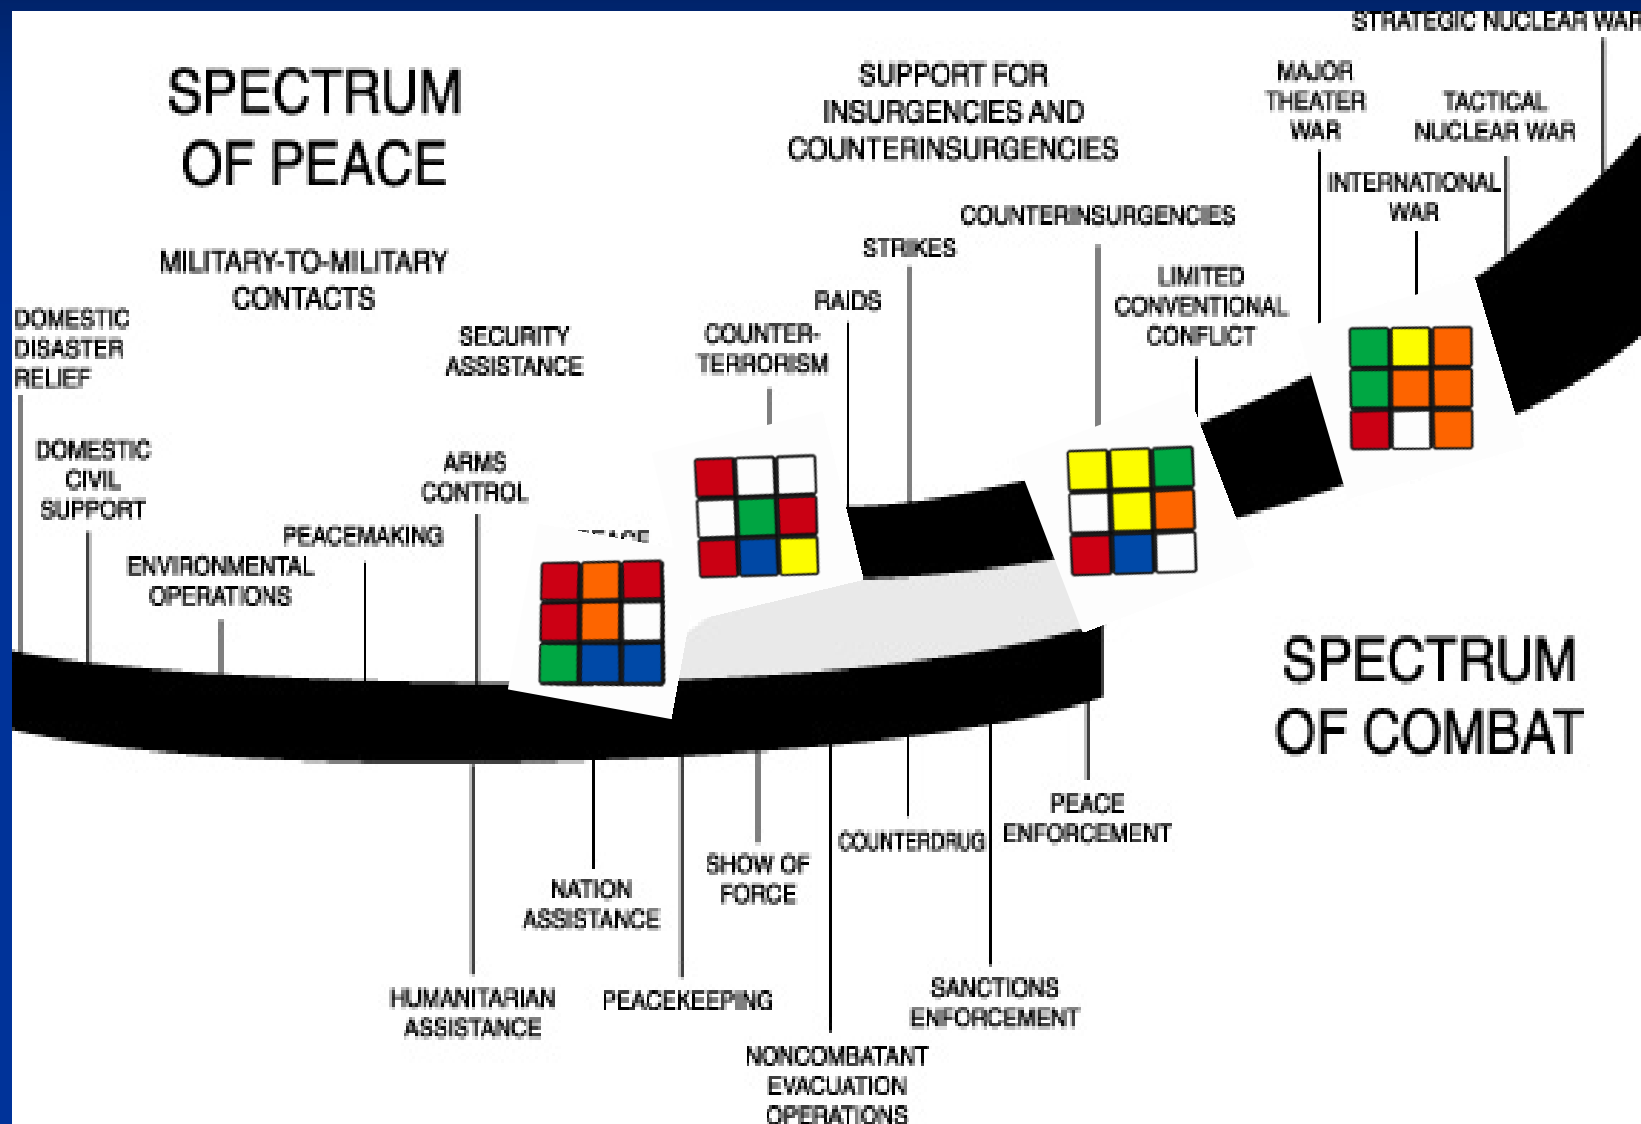 STRATEGIC NUCLEAR WAR
SPECTRUM
OF PEACE
SUPPORT FOR
INSURGENCIES AND
COUNTERINSURGENCIES
MAJOR
THEATER
WAR
TACTICAL
NUCLEAR WAR
INTERNATIONAL
WAR
COUNTERINSURGENCIES
STRIKES
MILITARY-TO-MILITARY
CONTACTS
LIMITED
CONVENTIONAL
CONFLICT
RAIDS
DOMESTIC
DISASTER
RELIEF
SECURITY
ASSISTANCE
COUNTER-
TERRORISM
DOMESTIC
CIVIL
SUPPORT
ARMS
CONTROL
PEACEMAKING
ENVIRONMENTAL
OPERATIONS
SPECTRUM
OF COMBAT
PEACE
ENFORCEMENT
COUNTERDRUG
SHOW OF
FORCE
NATION
ASSISTANCE
HUMANITARIAN
ASSISTANCE
PEACEKEEPING
SANCTIONS
ENFORCEMENT
NONCOMBATANT
EVACUATION
OPERATIONS